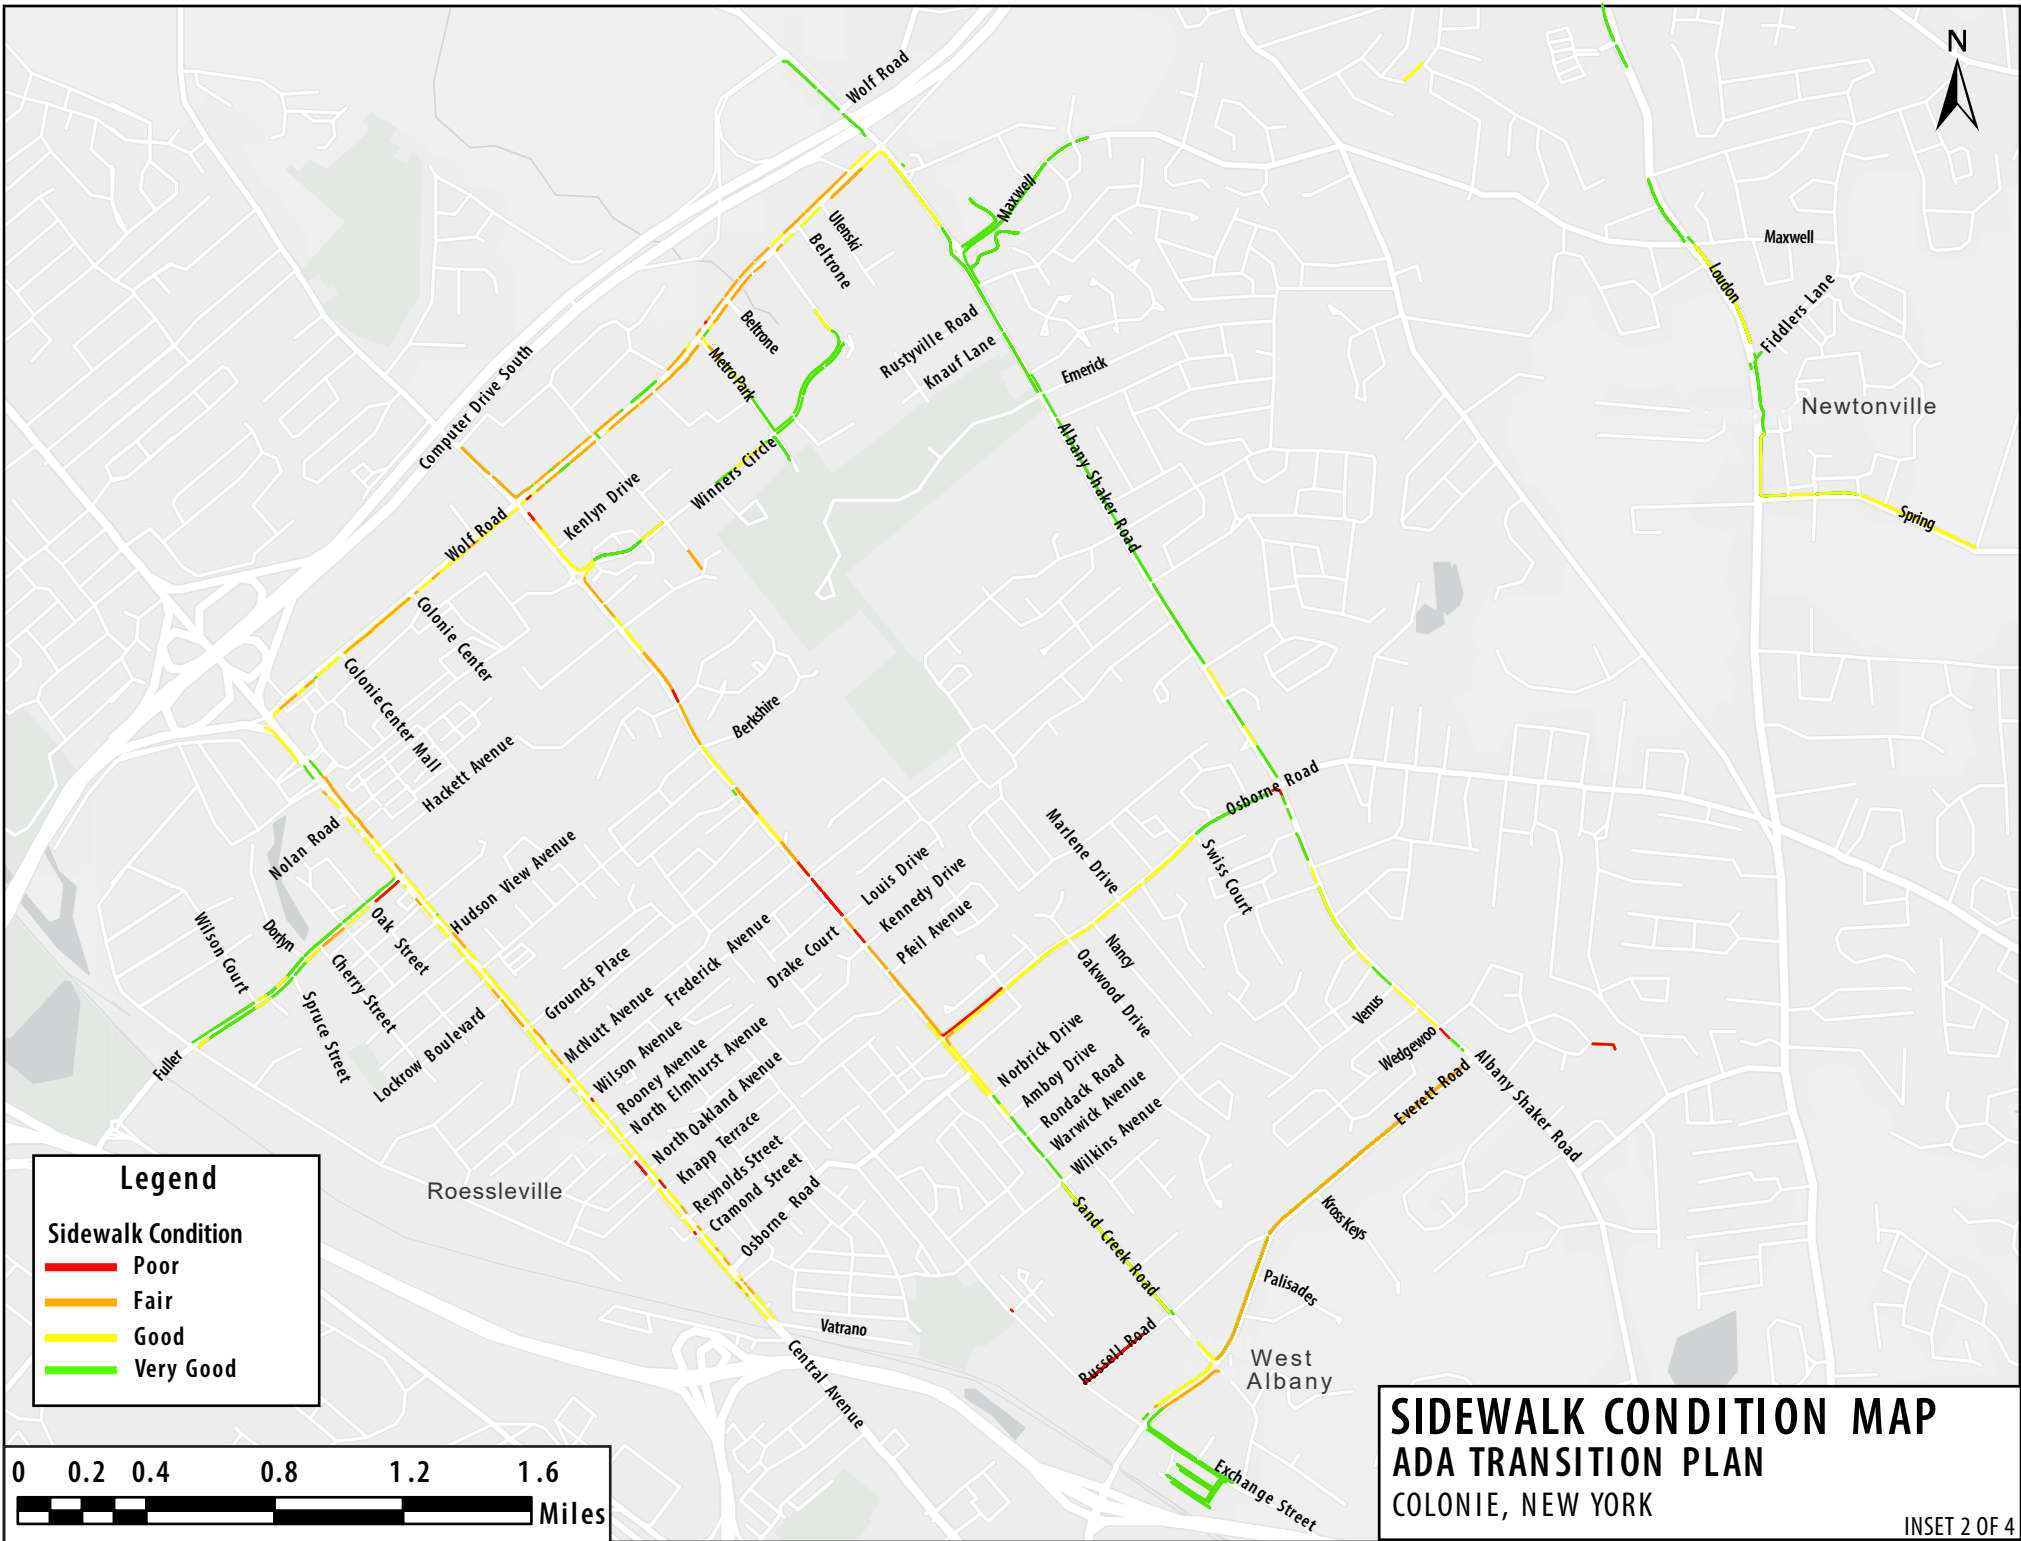 N
Wolf Road
Maxwell
Ulenski
Beltrone
Maxwell
Loudon
Fiddlers Lane
Newtonville
Spring
Beltrone
Metro Park
Rustyville Road
Knauf Lane
Emerick
Computer Drive South
Albany Shaker Road
Winners Circle
Kenlyn Drive
Wolf Road
Colonie Center
Colonie Center Mall
Berkshire
Hackett Avenue
Nolan Road
Osborne Road
Marlene Drive
Swiss Court
Hudson View Avenue
Louis Drive
Kennedy Drive
Pfeil Avenue
Oak Street
Dorlyn
Wilson Court
Cherry Street
Spruce Street
Fuller
Lockrow Boulevard
Grounds Place
McNutt Avenue
Frederick Avenue
Drake Court
Nancy
Oakwood Drive
Venus
Wedgewoo
Wilson Avenue
Rooney Avenue
North Elmhurst Avenue
North Oakland Avenue
Knapp Terrace
Reynolds Street
Cramond Street
Osborne Road
Norbrick Drive
Amboy Drive
Rondack Road
Warwick Avenue
Wilkins Avenue
Everett Road
Albany Shaker Road
Kross Keys
Palisades
Sand Creek Road
Russell Road
Roessleville
Vatrano
Central Avenue
West
Albany
Exchange Street
Legend
Sidewalk Condition
Poor
Fair
Good
Very Good
0 0.2 0.4 0.8 1.2 1.6
Miles
SIDEWALK CONDITION MAP
ADA TRANSITION PLAN
COLONIE, NEW YORK
INSET 2 OF 4